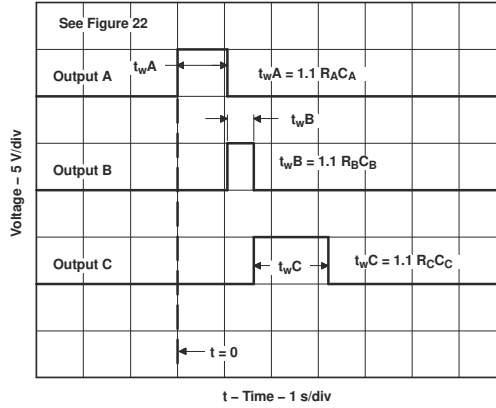 See Figure 22
Output A
twA
twA = 1.1 RACA
twB
Output B
twB = 1.1 RBCB
Output C
twC
twC = 1.1 RCCC
t = 0
Voltage – 5 V/div
t – Time – 1 s/div